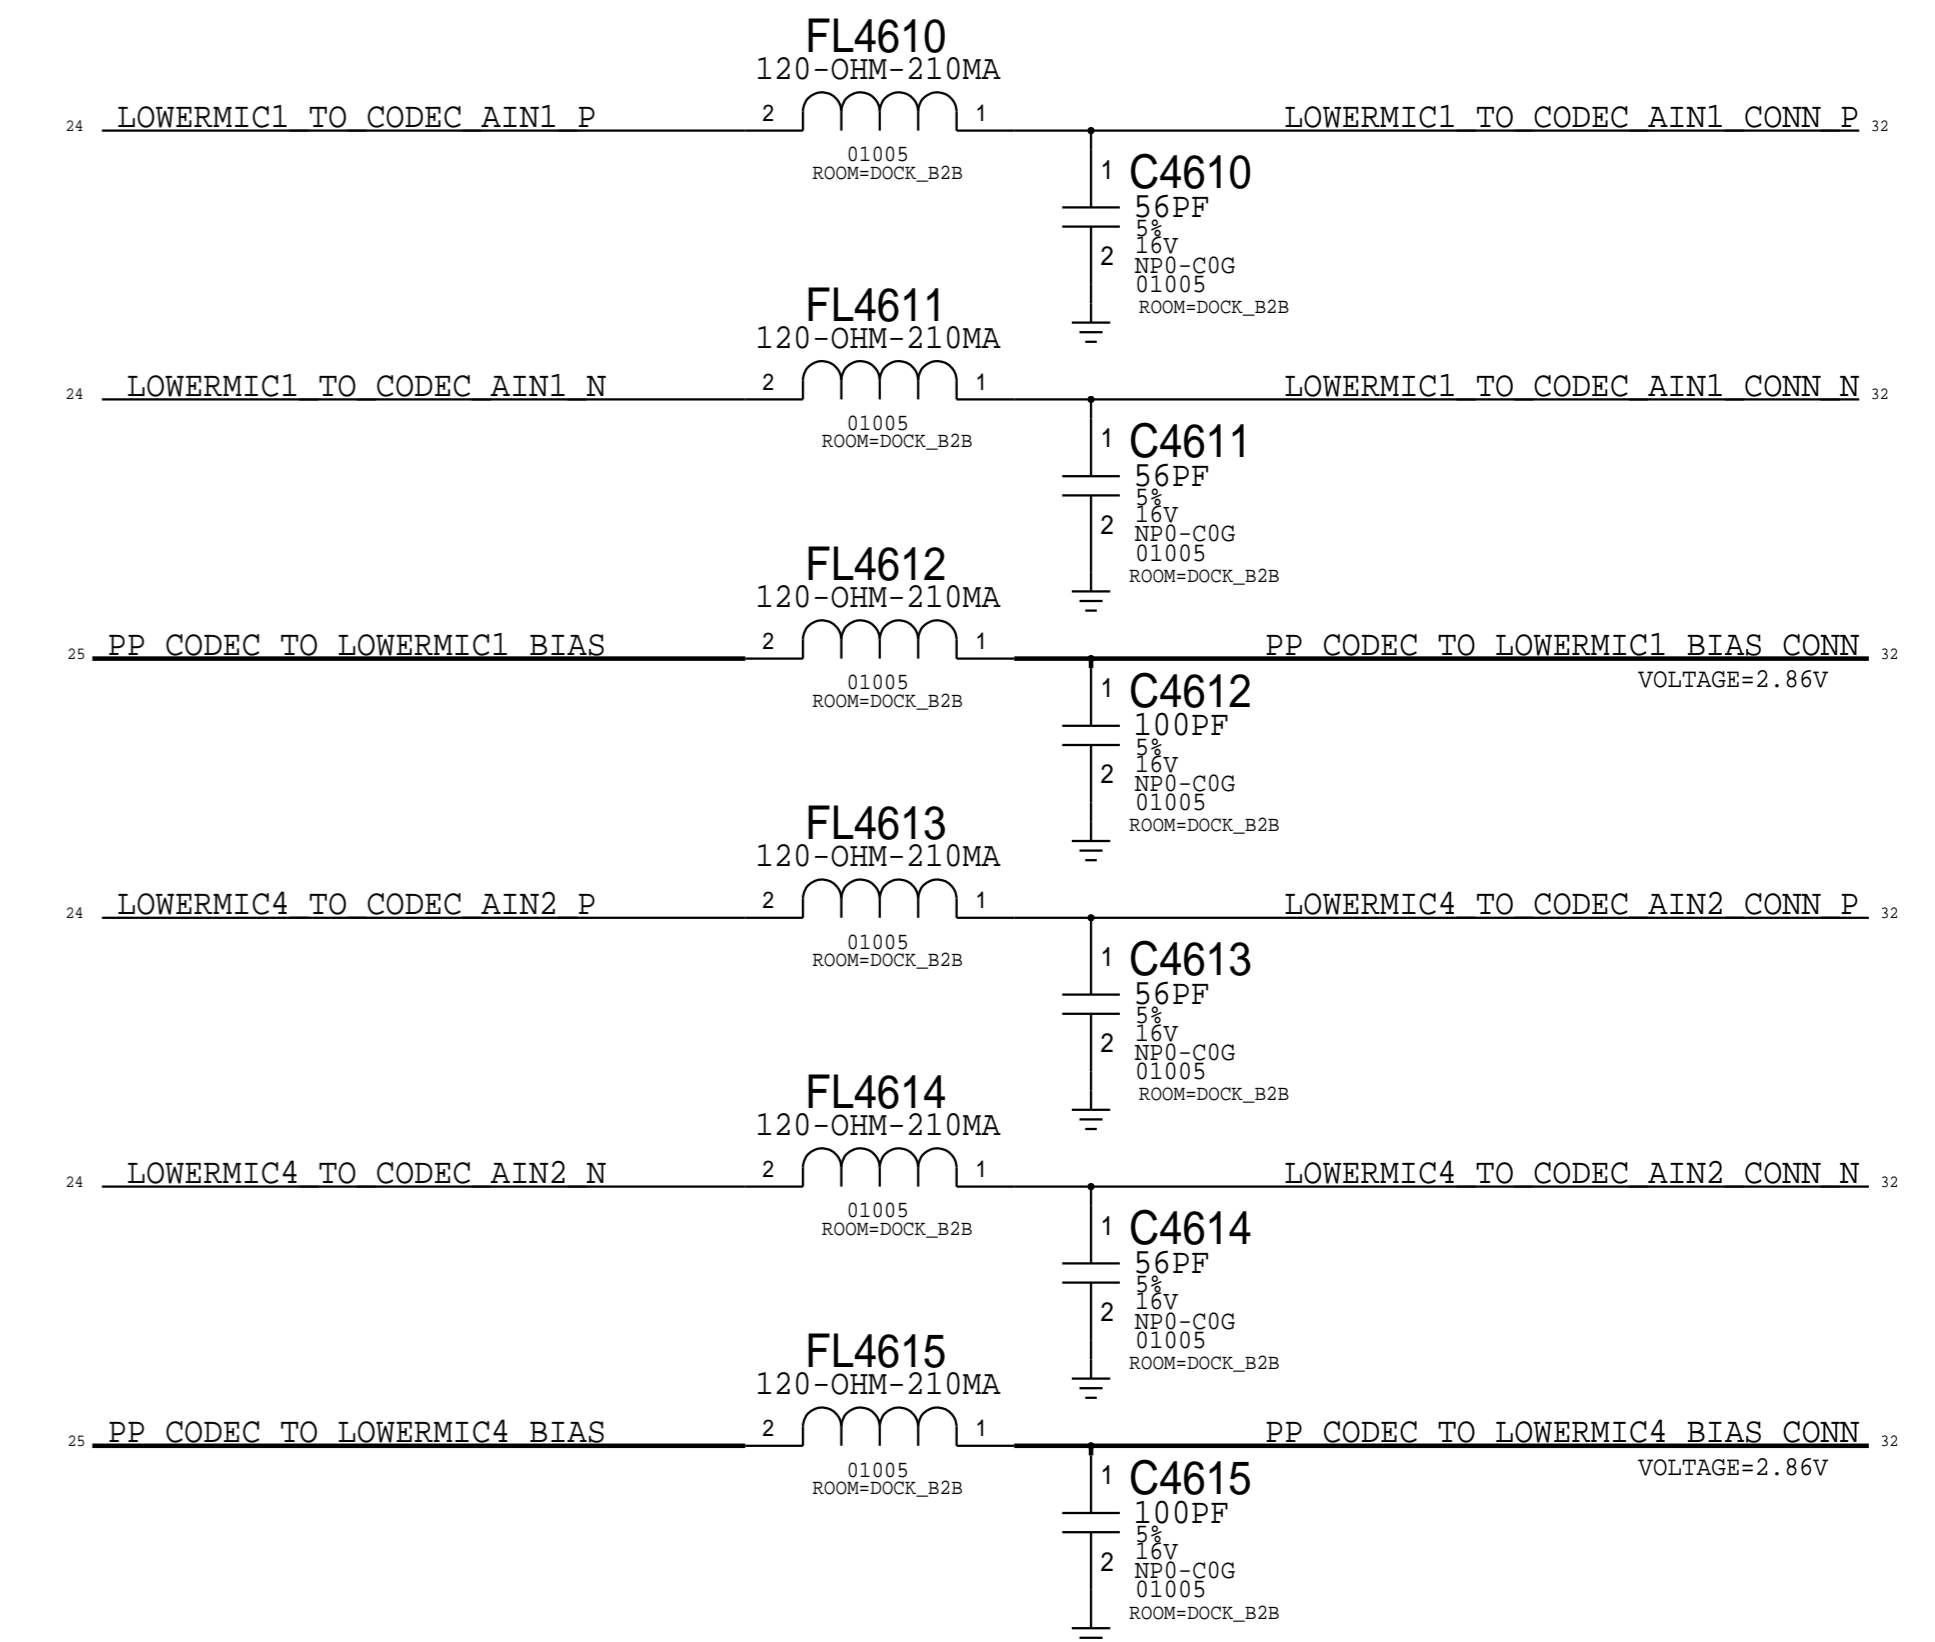 FL4610
120-OHM-210MA
24 LOWERMIC1_TO_CODEC_AIN1_P 2 1 LOWERMIC1_TO_CODEC_AIN1_CONN_P 32
01005
ROOM=DOCK_B2B
1 C4610
56PF
5%
16V
2 NP0-C0G
01005
ROOM=DOCK_B2B
FL4611
120-OHM-210MA
24 LOWERMIC1_TO_CODEC_AIN1_N 2 1 LOWERMIC1_TO_CODEC_AIN1_CONN_N 32
01005
ROOM=DOCK_B2B
1 C4611
56PF
5%
16V
2 NP0-C0G
01005
ROOM=DOCK_B2B
FL4612
120-OHM-210MA
25 PP_CODEC_TO_LOWERMIC1_BIAS 2 1 PP_CODEC_TO_LOWERMIC1_BIAS_CONN 32
VOLTAGE=2.86V
01005
ROOM=DOCK_B2B
1 C4612
100PF
5%
16V
2 NP0-C0G
01005
ROOM=DOCK_B2B
FL4613
120-OHM-210MA
24 LOWERMIC4_TO_CODEC_AIN2_P 2 1 LOWERMIC4_TO_CODEC_AIN2_CONN_P 32
01005
ROOM=DOCK_B2B
1 C4613
56PF
5%
16V
2 NP0-C0G
01005
ROOM=DOCK_B2B
FL4614
120-OHM-210MA
24 LOWERMIC4_TO_CODEC_AIN2_N 2 1 LOWERMIC4_TO_CODEC_AIN2_CONN_N 32
01005
ROOM=DOCK_B2B
1 C4614
56PF
5%
16V
2 NP0-C0G
01005
ROOM=DOCK_B2B
FL4615
120-OHM-210MA
25 PP_CODEC_TO_LOWERMIC4_BIAS 2 1 PP_CODEC_TO_LOWERMIC4_BIAS_CONN 32
VOLTAGE=2.86V
01005
ROOM=DOCK_B2B
1 C4615
100PF
5%
16V
2 NP0-C0G
01005
ROOM=DOCK_B2B